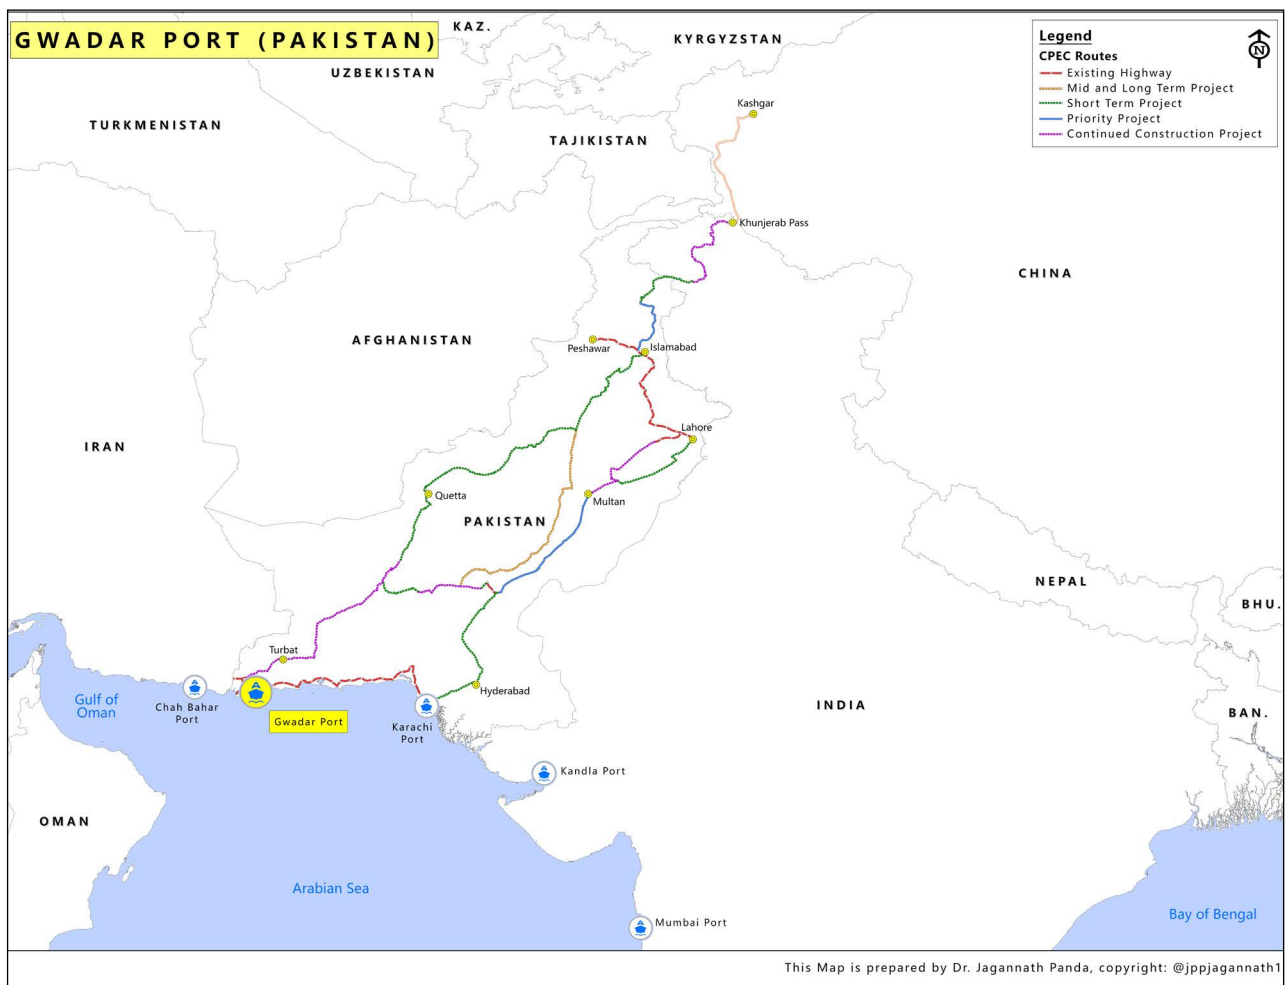 GWADAR PORT (PAKISTAN)
KAZ.
KYRGYZSTAN
UZBEKISTAN
TURKMENISTAN
TAJIKISTAN
Legend
CPEC Routes
Existing Highway
Mid and Long Term Project
Short Term Project
Priority Project
Continued Construction Project
N
Kashgar
Khunjerab Pass
CHINA
AFGHANISTAN
Peshawar
Islamabad
IRAN
Lahore
Quetta
Multan
PAKISTAN
NEPAL
BHU.
Turbat
Hyderabad
Chah Bahar
Port
Gulf of
Oman
Gwadar Port
Karachi
Port
INDIA
BAN.
Kandla Port
OMAN
Arabian Sea
Mumbai Port
Bay of Bengal
This Map is prepared by Dr. Jagannath Panda, copyright: @jppjagannath1